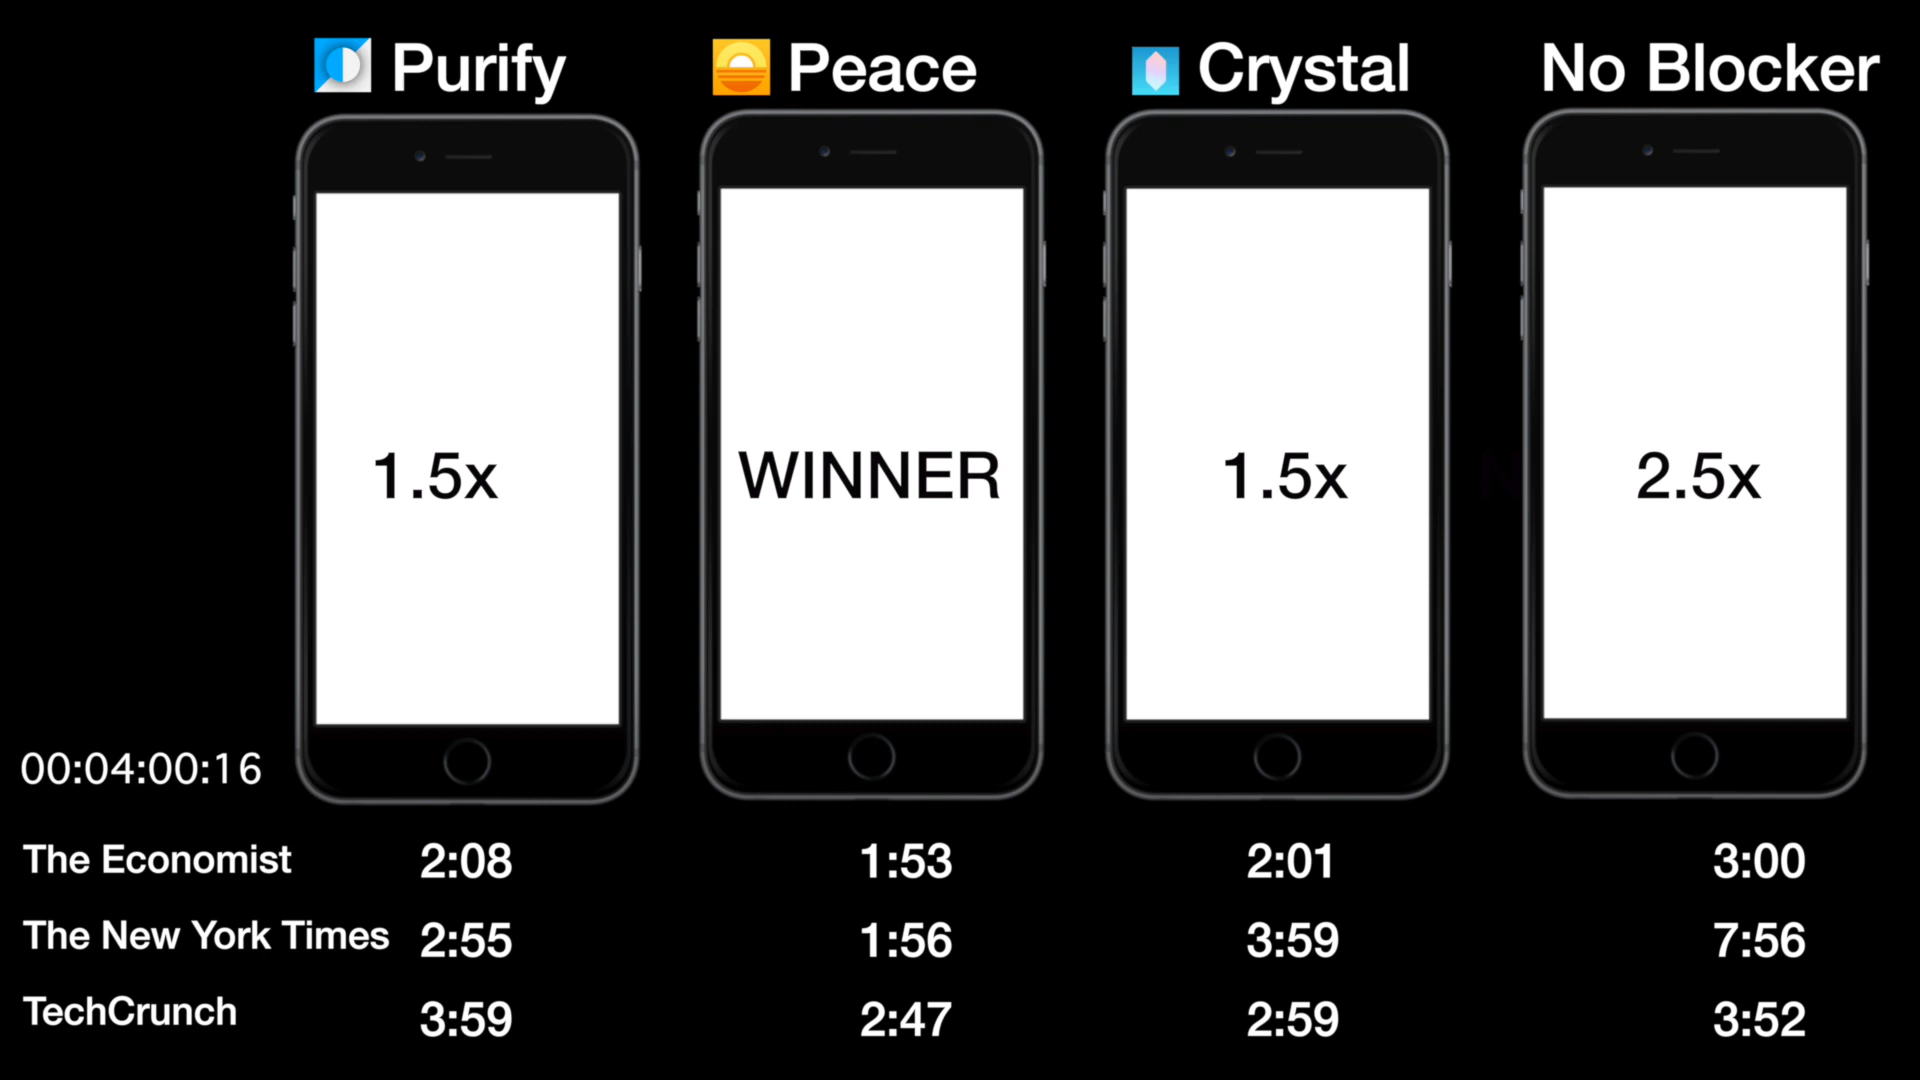 Purify Peace Crystal No Blocker
1.5x WINNER 1.5x 2.5x
00:04:00:16
The Economist 2:08 1:53 2:01 3:00
The New York Times 2:55 1:56 3:59 7:56
TechCrunch 3:59 2:47 2:59 3:52